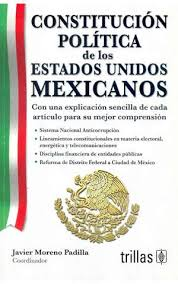 CONSTITUCIÓN
POLÍTICA
de los
ESTADOS UNIDOS
MEXICANOS
Con una explicación sencilla de cada
artículo para su mejor comprensión
• Sistema Nacional Anticorrupción
• Lineamientos constitucionales en materia electoral,
energética y telecomunicaciones
• Disciplina financiera de entidades públicas
• Reforma de Distrito Federal a Ciudad de México
Javier Moreno Padilla
Coordinador
trillas